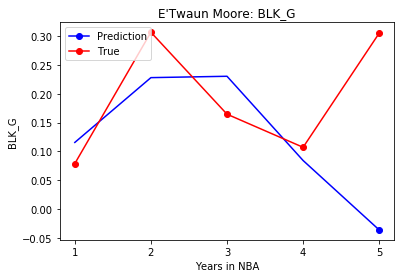 E'Twaun Moore: BLK_G
Prediction
True
BLK_G
0.30
0.25
0.20
0.15
0.10
0.05
0.00
−0.05
1 2 3 4 5
Years in NBA